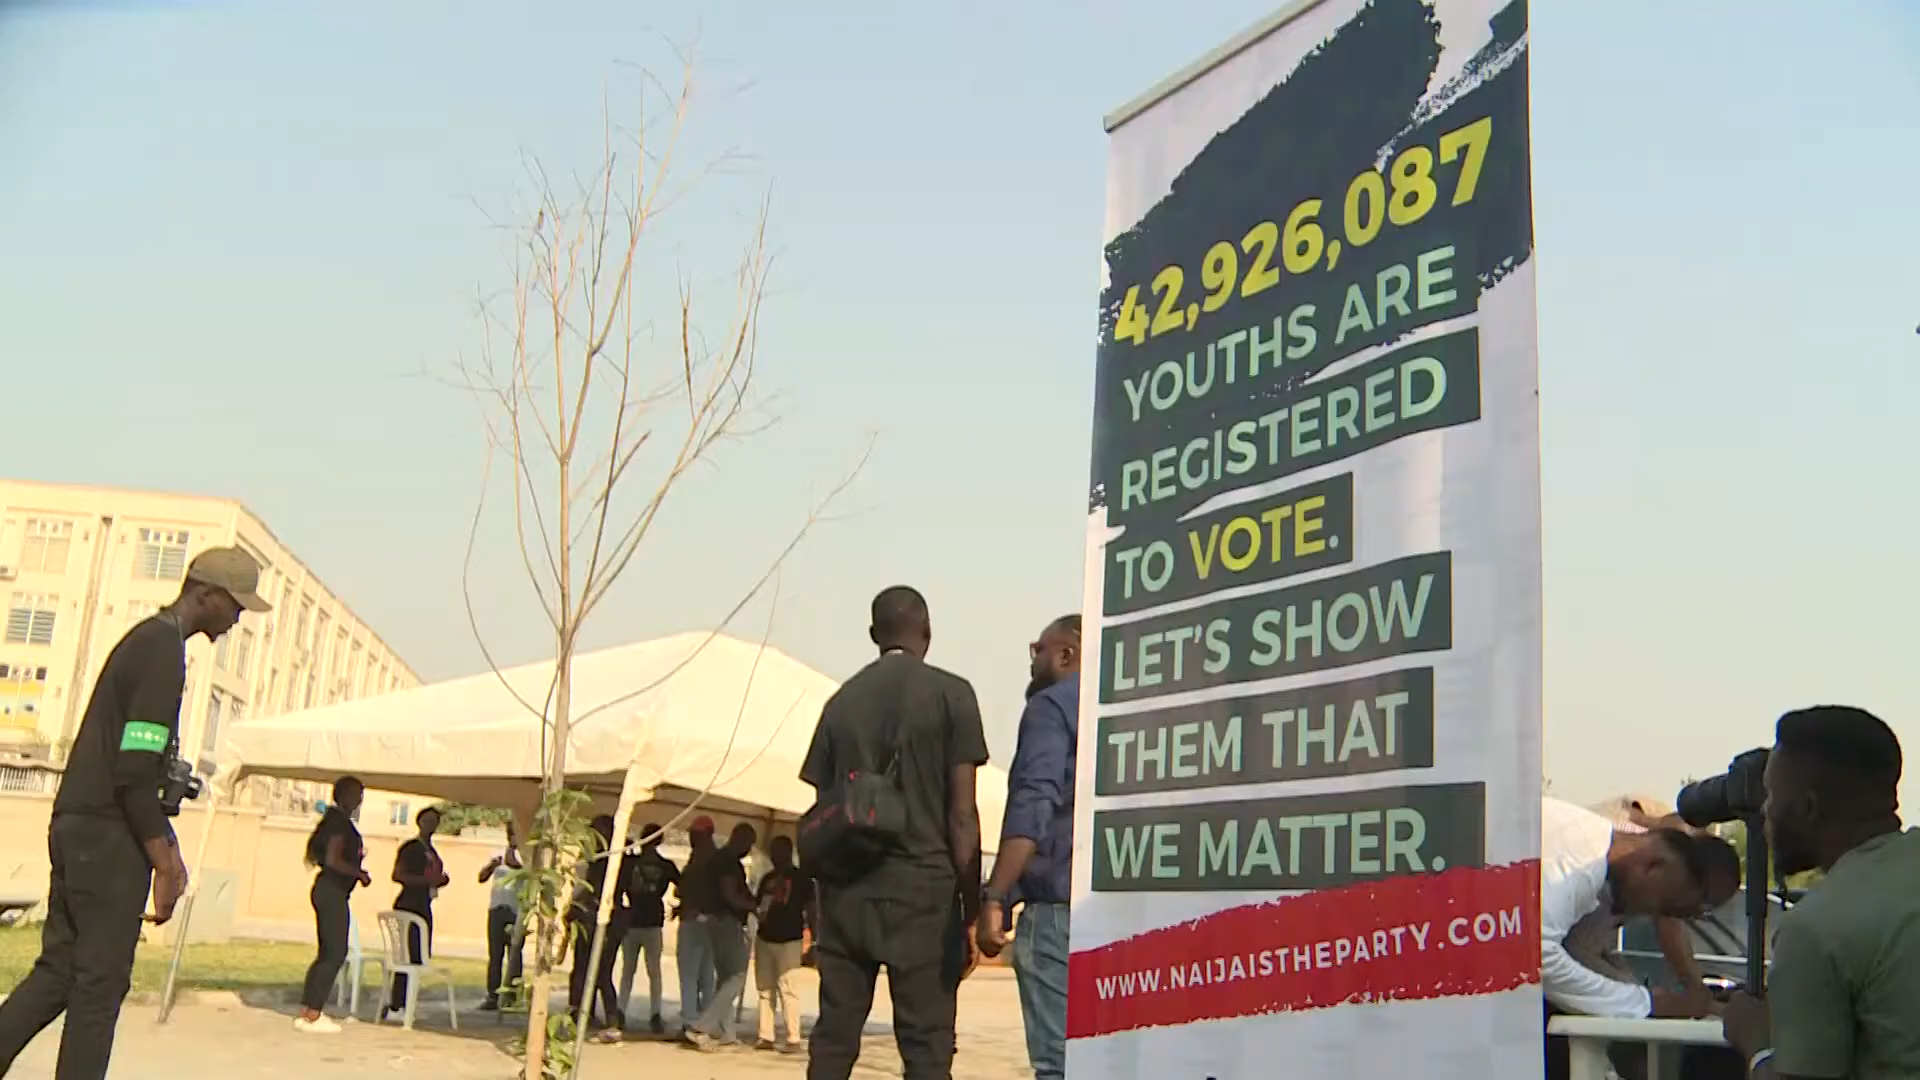 42,926,087
YOUTHS ARE
REGISTERED
TO VOTE.
LET'S SHOW
THEM THAT
WE MATTER.
WWW.NAIJAISTHEPARTY.COM